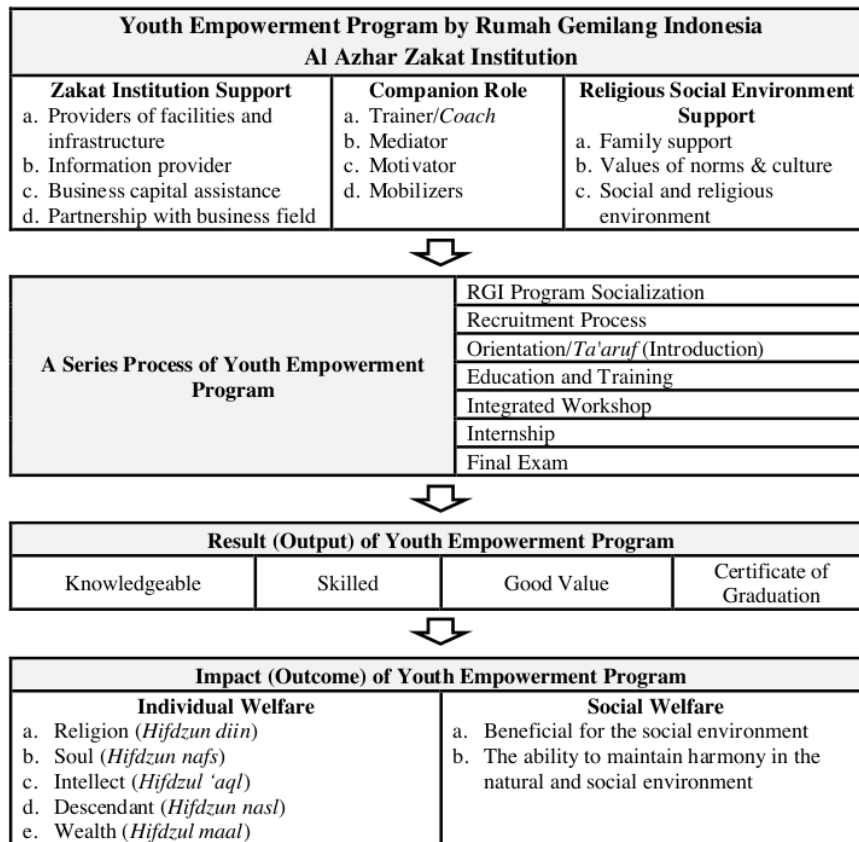 Youth Empowerment Program by Rumah Gemilang Indonesia
Al Azhar Zakat Institution
Zakat Institution Support
a. Providers of facilities and
infrastructure
b. Information provider
c. Business capital assistance
d. Partnership with business field
Companion Role
a. Trainer/Coach
b. Mediator
c. Motivator
d. Mobilizers
Religious Social Environment
Support
a. Family support
b. Values of norms & culture
c. Social and religious
environment
A Series Process of Youth Empowerment
Program
RGI Program Socialization
Recruitment Process
Orientation/Ta'aruf (Introduction)
Education and Training
Integrated Workshop
Internship
Final Exam
Result (Output) of Youth Empowerment Program
Knowledgeable
Skilled
Good Value
Certificate of
Graduation
Impact (Outcome) of Youth Empowerment Program
Individual Welfare
a. Religion (Hifdzun diin)
b. Soul (Hifdzun nafs)
c. Intellect (Hifdzul ‘aql)
d. Descendant (Hifdzun nasl)
e. Wealth (Hifdzul maal)
Social Welfare
a. Beneficial for the social environment
b. The ability to maintain harmony in the
natural and social environment